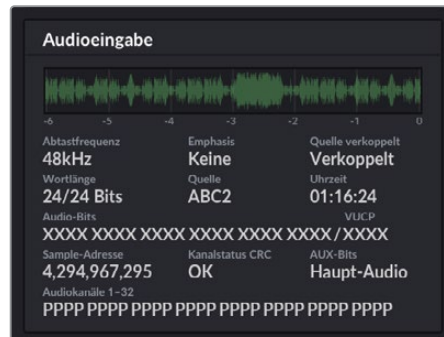 Audioeingabe
-6 -5 -4 -3 -2 -1 0
Abtastfrequenz Emphasis Quelle verkoppelt
48kHz Keine Verkoppelt
Wortlänge Quelle Uhrzeit
24/24 Bits ABC2 01:16:24
Audio-Bits VUCP
XXXX XXXX XXXX XXXX XXXX XXXX/XXXX
Sample-Adresse Kanalstatus CRC AUX-Bits
4,294,967,295 OK Haupt-Audio
Audiokanäle 1–32
PPPP PPPP PPPP PPPP PPPP PPPP PPPP PPPP